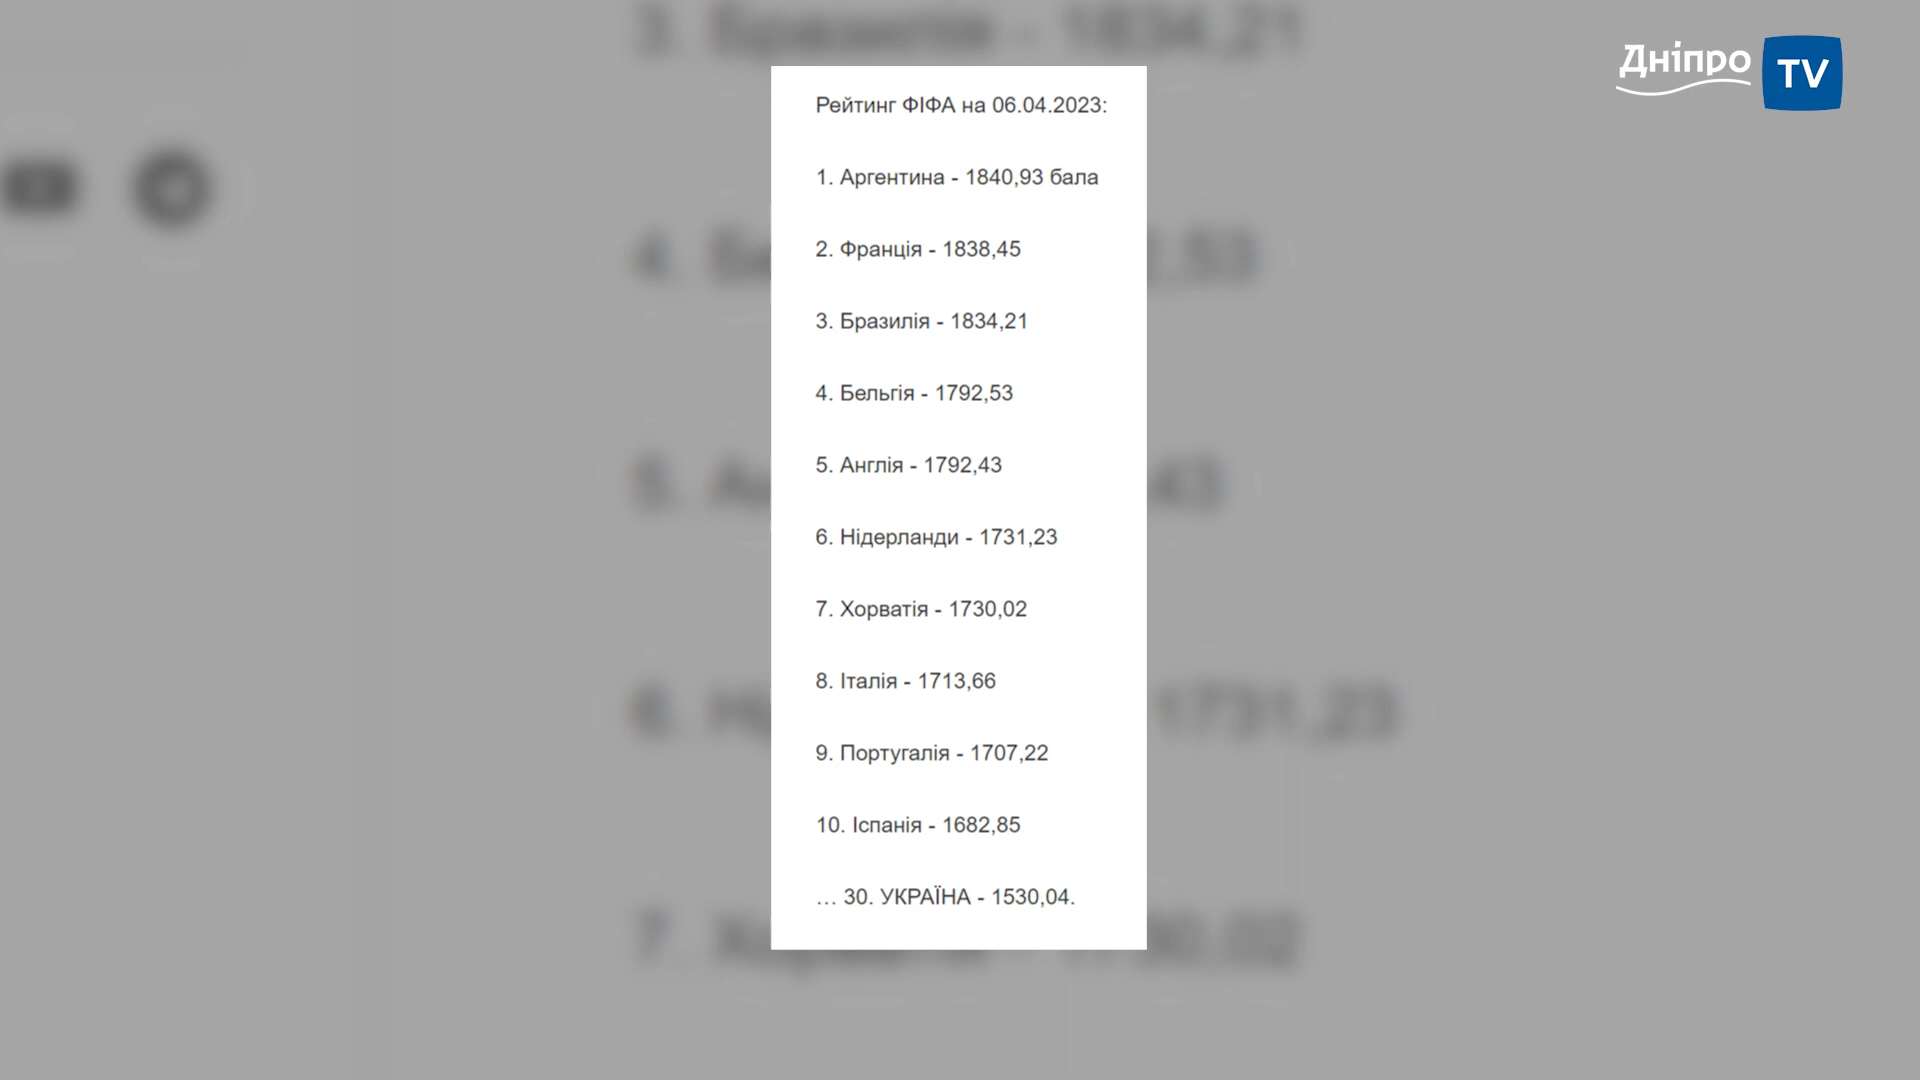 Дніпро TV
Рейтинг ФІФА на 06.04.2023:
1. Аргентина - 1840,93 бала
2. Франція - 1838,45
3. Бразилія - 1834,21
4. Бельгія - 1792,53
5. Англія - 1792,43
6. Нідерланди - 1731,23
7. Хорватія - 1730,02
8. Італія - 1713,66
9. Португалія - 1707,22
10. Іспанія - 1682,85
… 30. УКРАЇНА - 1530,04.